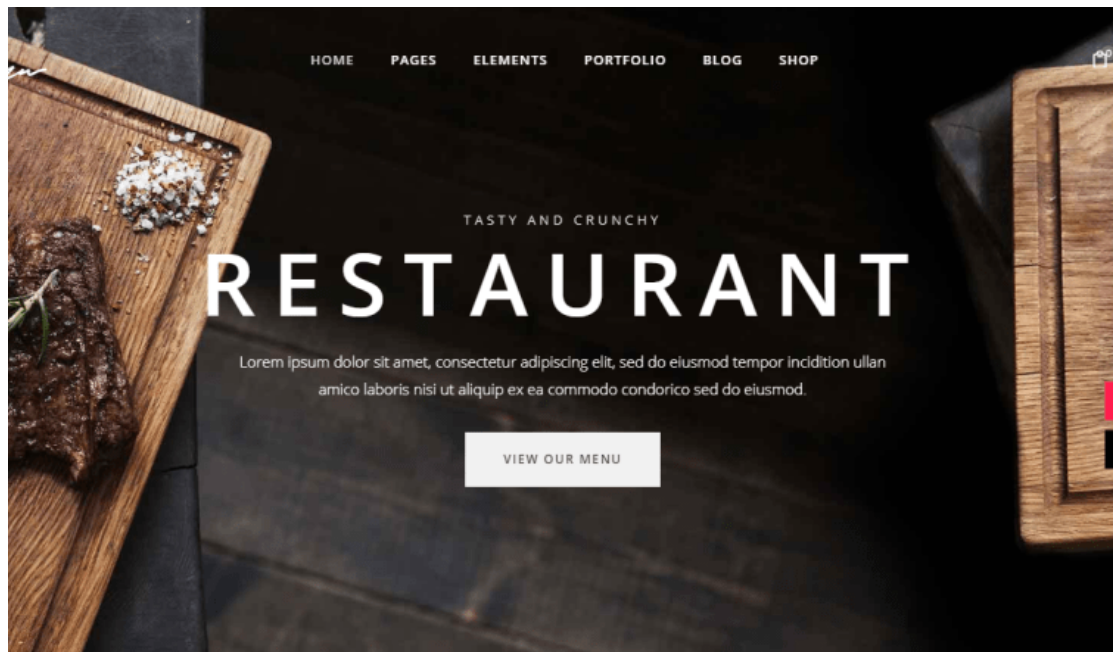 HOME PAGES ELEMENTS PORTFOLIO BLOG SHOP
TASTY AND CRUNCHY
RESTAURANT
Lorem ipsum dolor sit amet, consectetur adipiscing elit, sed do eiusmod tempor incidition ullan
amico laboris nisi ut aliquip ex ea commodo condorico sed do eiusmod.
VIEW OUR MENU